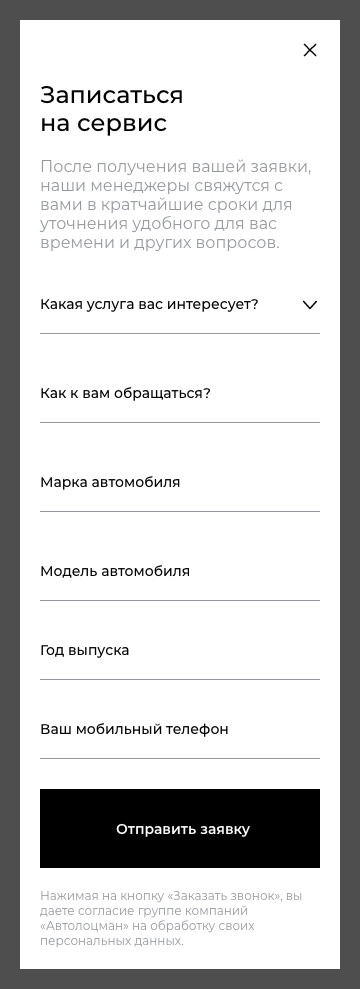 Записаться
на сервис
После получения вашей заявки,
наши менеджеры свяжутся с
вами в кратчайшие сроки для
уточнения удобного для вас
времени и других вопросов.
Какая услуга вас интересует?
Как к вам обращаться?
Марка автомобиля
Модель автомобиля
Год выпуска
Ваш мобильный телефон
Отправить заявку
Нажимая на кнопку «Заказать звонок», вы
даете согласие группе компаний
«Автолоцман» на обработку своих
персональных данных.